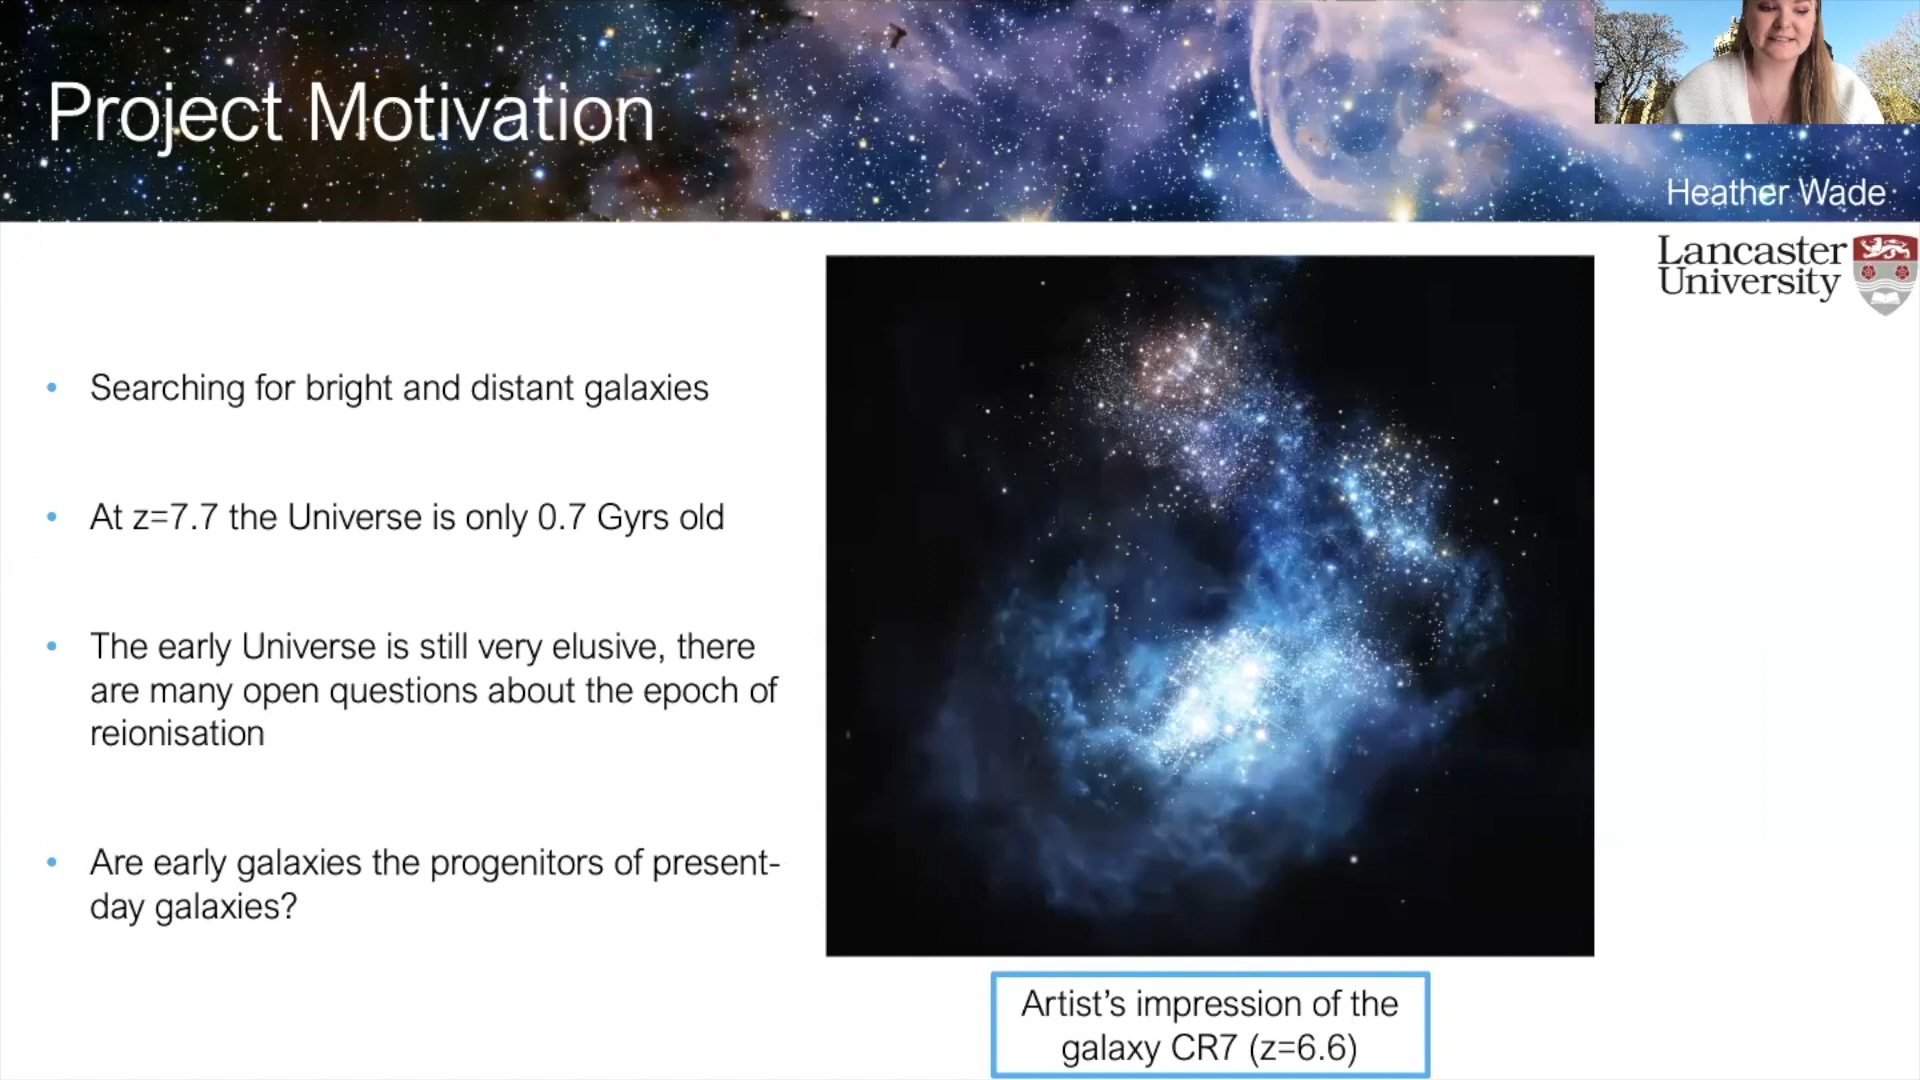 Project Motivation
Heather Wade
Lancaster
University
• Searching for bright and distant galaxies
• At z=7.7 the Universe is only 0.7 Gyrs old
• The early Universe is still very elusive, there
are many open questions about the epoch of
reionisation
• Are early galaxies the progenitors of present-
day galaxies?
Artist’s impression of the
galaxy CR7 (z=6.6)